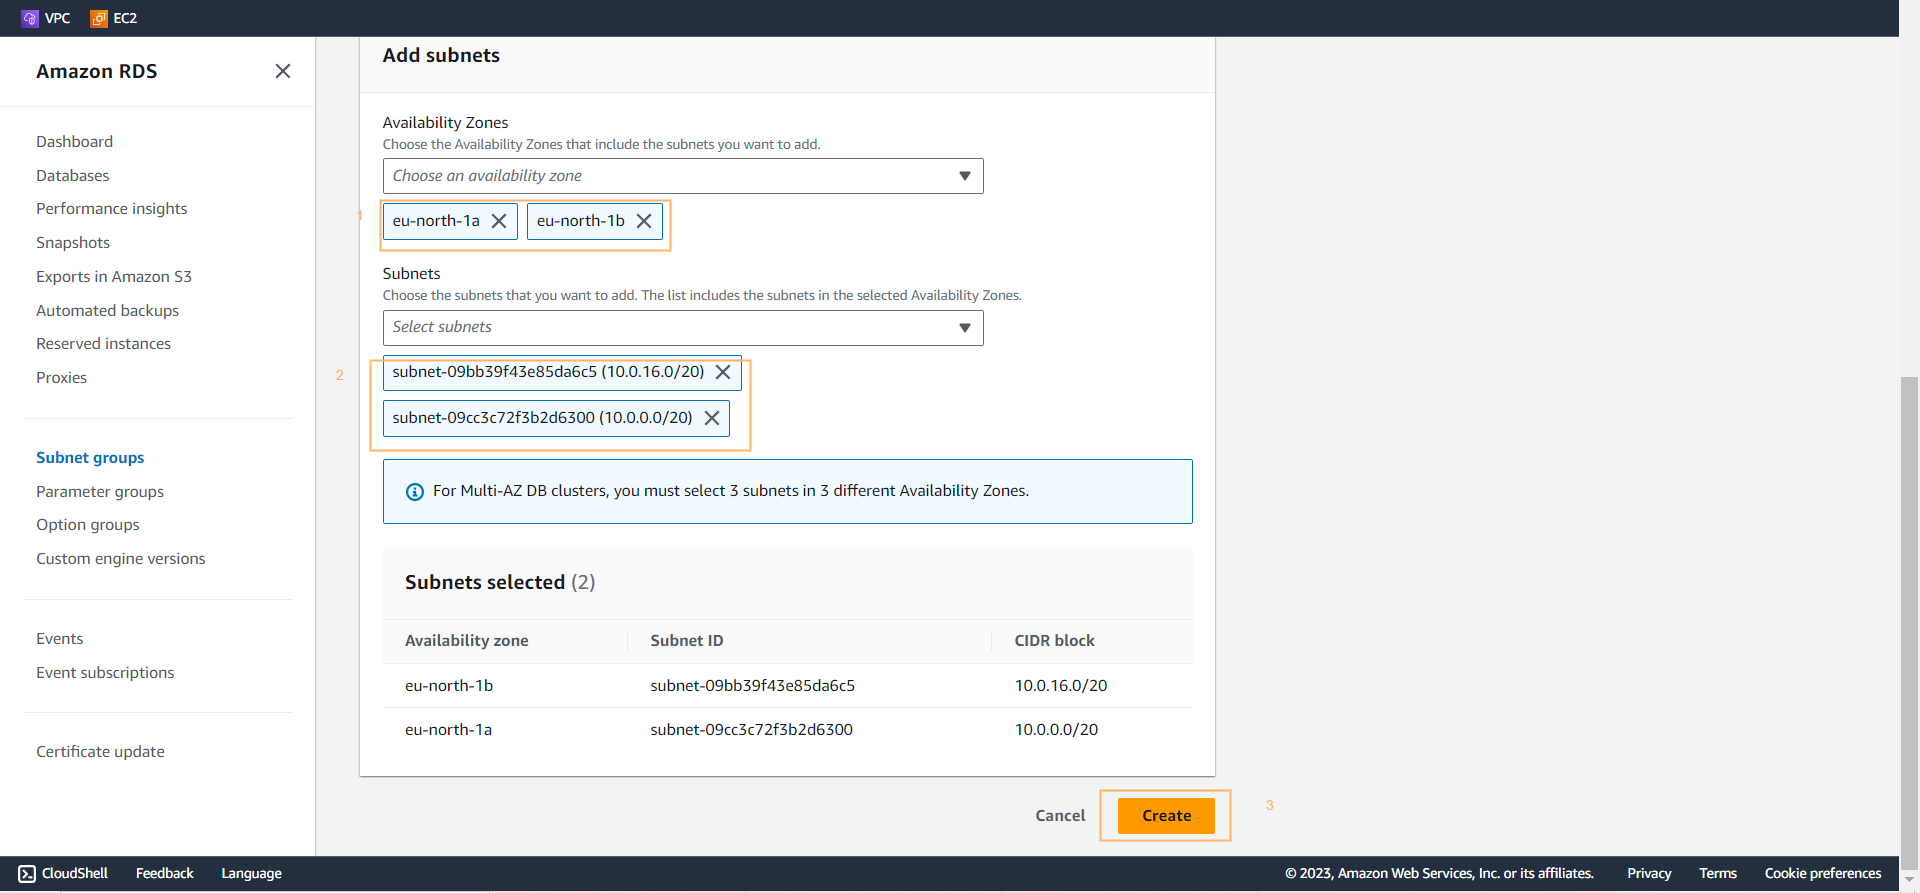 VPC EC2
Amazon RDS
Dashboard
Databases
Performance insights
Snapshots
Exports in Amazon S3
Automated backups
Reserved instances
Proxies
Subnet groups
Parameter groups
Option groups
Custom engine versions
Events
Event subscriptions
Certificate update
Add subnets
Availability Zones
Choose the Availability Zones that include the subnets you want to add.
Choose an availability zone
1
eu-north-1a eu-north-1b
Subnets
Choose the subnets that you want to add. The list includes the subnets in the selected Availability Zones.
Select subnets
2
subnet-09bb39f43e85da6c5 (10.0.16.0/20)
subnet-09cc3c72f3b2d6300 (10.0.0.0/20)
For Multi-AZ DB clusters, you must select 3 subnets in 3 different Availability Zones.
Subnets selected (2)
Availability zone Subnet ID CIDR block
eu-north-1b subnet-09bb39f43e85da6c5 10.0.16.0/20
eu-north-1a subnet-09cc3c72f3b2d6300 10.0.0.0/20
Cancel Create 3
CloudShell Feedback Language © 2023, Amazon Web Services, Inc. or its affiliates. Privacy Terms Cookie preferences